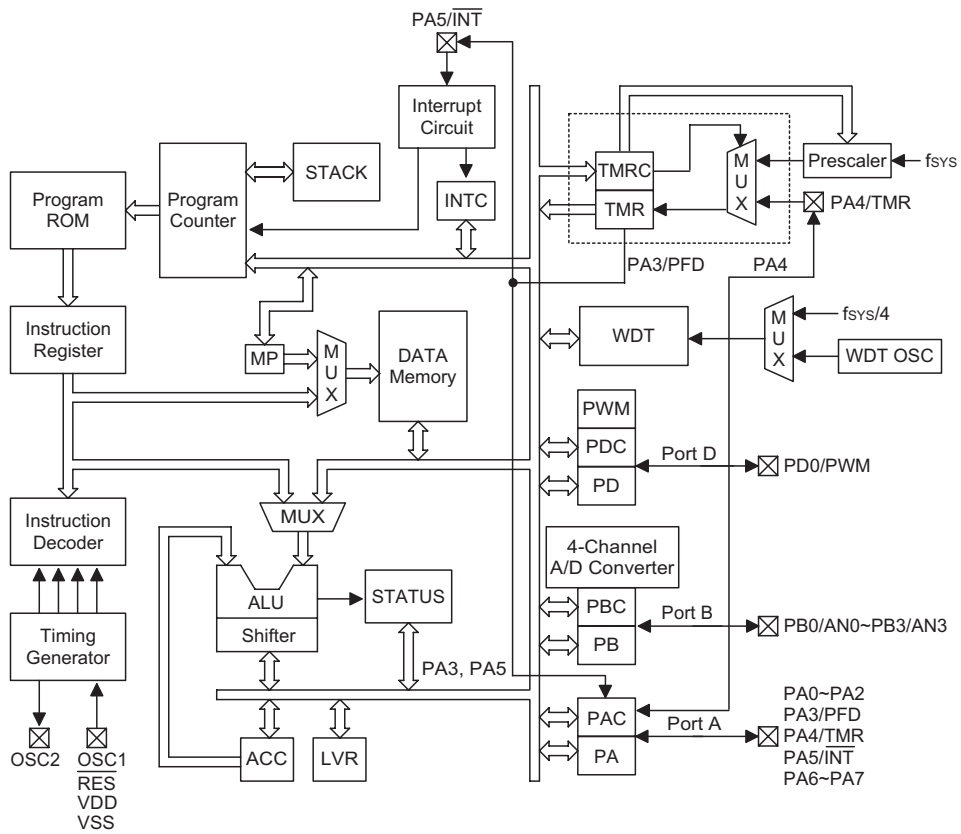 PA5/INT
Interrupt
Circuit
STACK
Program
ROM
Program
Counter
INTC
TMRC
TMR
M
U
X
Prescaler
fSYS
PA4/TMR
PA3/PFD
PA4
Instruction
Register
MP
M
U
X
DATA
Memory
WDT
M
U
X
fSYS/4
WDT OSC
PWM
PDC
PD
Port D
PD0/PWM
Instruction
Decoder
MUX
ALU
Shifter
STATUS
4-Channel
A/D Converter
PBC
PB
Port B
PB0/AN0~PB3/AN3
Timing
Generator
PA3, PA5
PAC
PA
Port A
PA0~PA2
PA3/PFD
PA4/TMR
PA5/INT
PA6~PA7
OSC2
OSC1
RES
VDD
VSS
ACC
LVR